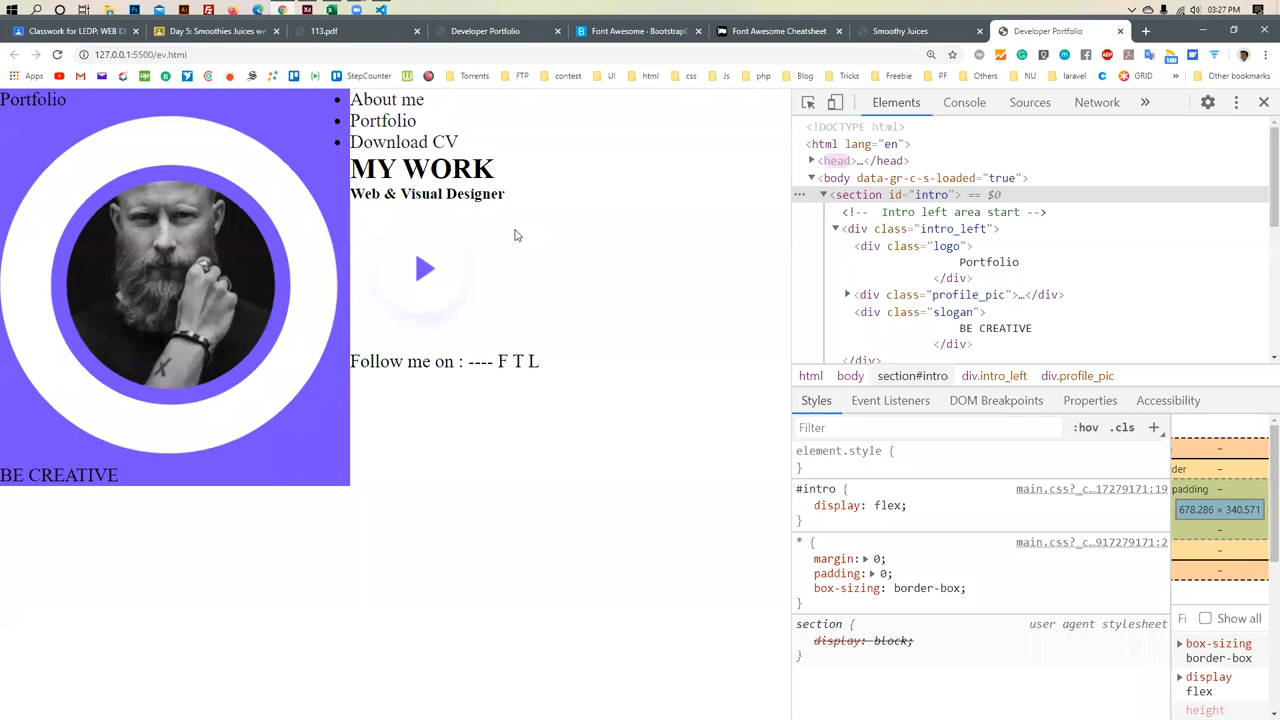 03:27 PM
Classwork for LEDP: WEB D
Day 5: Smoothies Juices we
113.pdf
Developer Portfolio
Font Awesome · BootstrapC
Font Awesome Cheatsheet
Smoothy Juices
Developer Portfolio
127.0.0.1:5500/ev.html
Apps StepCounter Torrents FTP contest UI html css Js php Blog Tricks Freebie PF Others NU laravel GRID Other bookmarks
Portfolio
About me
Portfolio
Download CV
MY WORK
Web & Visual Designer
Follow me on : ---- F T L
BE CREATIVE
Elements Console Sources Network
<!DOCTYPE html>
<html lang="en">
<head>…</head>
<body data-gr-c-s-loaded="true">
<section id="intro"> == $0
<!-- Intro left area start -->
<div class="intro_left">
<div class="logo">
Portfolio
</div>
<div class="profile_pic">…</div>
<div class="slogan">
BE CREATIVE
</div>
</div>
html body section#intro div.intro_left div.profile_pic
Styles Event Listeners DOM Breakpoints Properties Accessibility
Filter :hov .cls +
element.style {
}
#intro { main.css?_c…17279171:19
display: flex;
}
* { main.css?_c…917279171:2
margin: 0;
padding: 0;
box-sizing: border-box;
}
section { user agent stylesheet
display: block;
}
der
padding
678.286 × 340.571
Fi Show all
box-sizing
border-box
display
flex
height